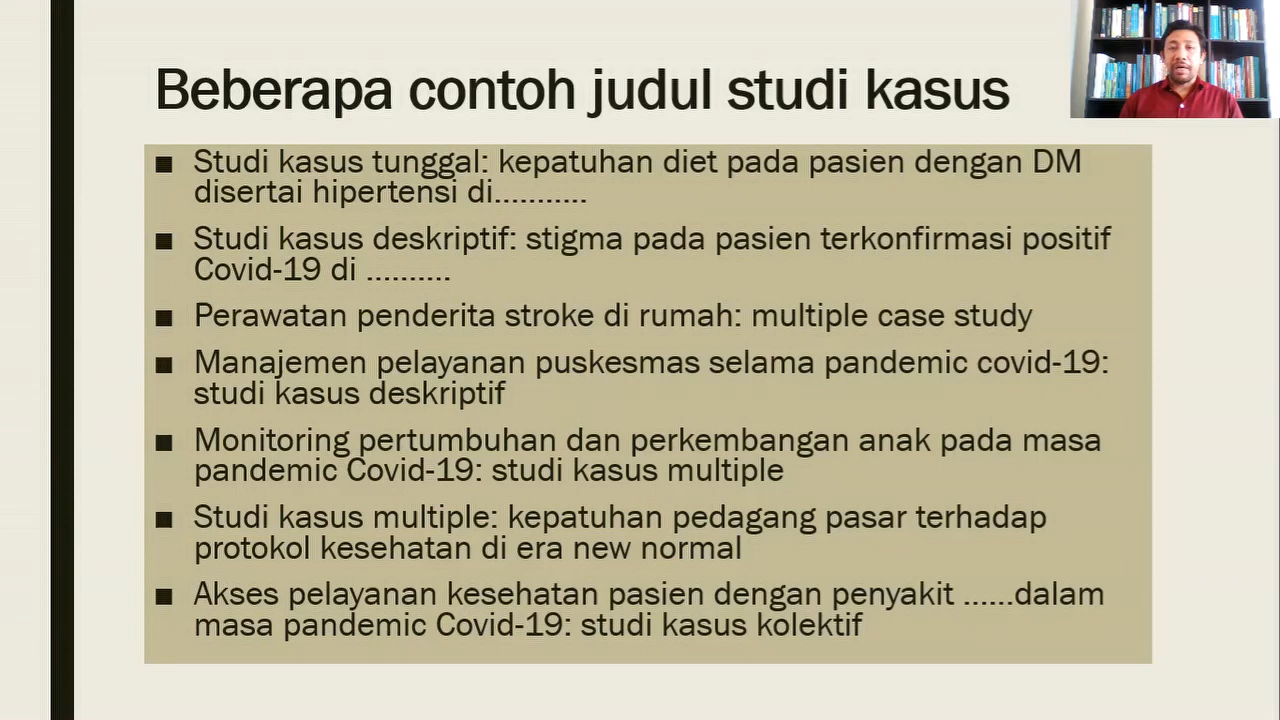 Beberapa contoh judul studi kasus
■ Studi kasus tunggal: kepatuhan diet pada pasien dengan DM
disertai hipertensi di...........
■ Studi kasus deskriptif: stigma pada pasien terkonfirmasi positif
Covid-19 di ..........
■ Perawatan penderita stroke di rumah: multiple case study
■ Manajemen pelayanan puskesmas selama pandemic covid-19:
studi kasus deskriptif
■ Monitoring pertumbuhan dan perkembangan anak pada masa
pandemic Covid-19: studi kasus multiple
■ Studi kasus multiple: kepatuhan pedagang pasar terhadap
protokol kesehatan di era new normal
■ Akses pelayanan kesehatan pasien dengan penyakit ......dalam
masa pandemic Covid-19: studi kasus kolektif